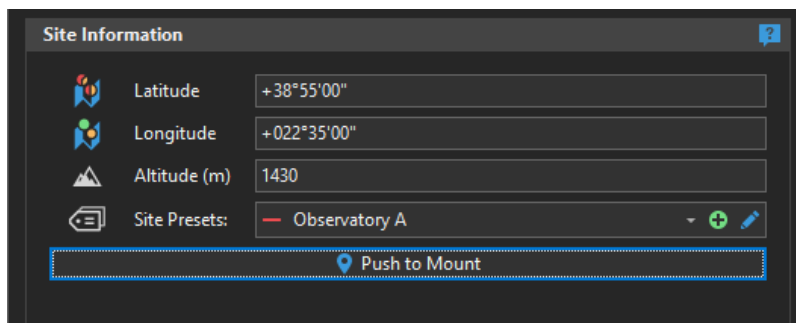 Site Information
?
Latitude +38°55'00"
Longitude +022°35'00"
Altitude (m) 1430
Site Presets: Observatory A
Push to Mount